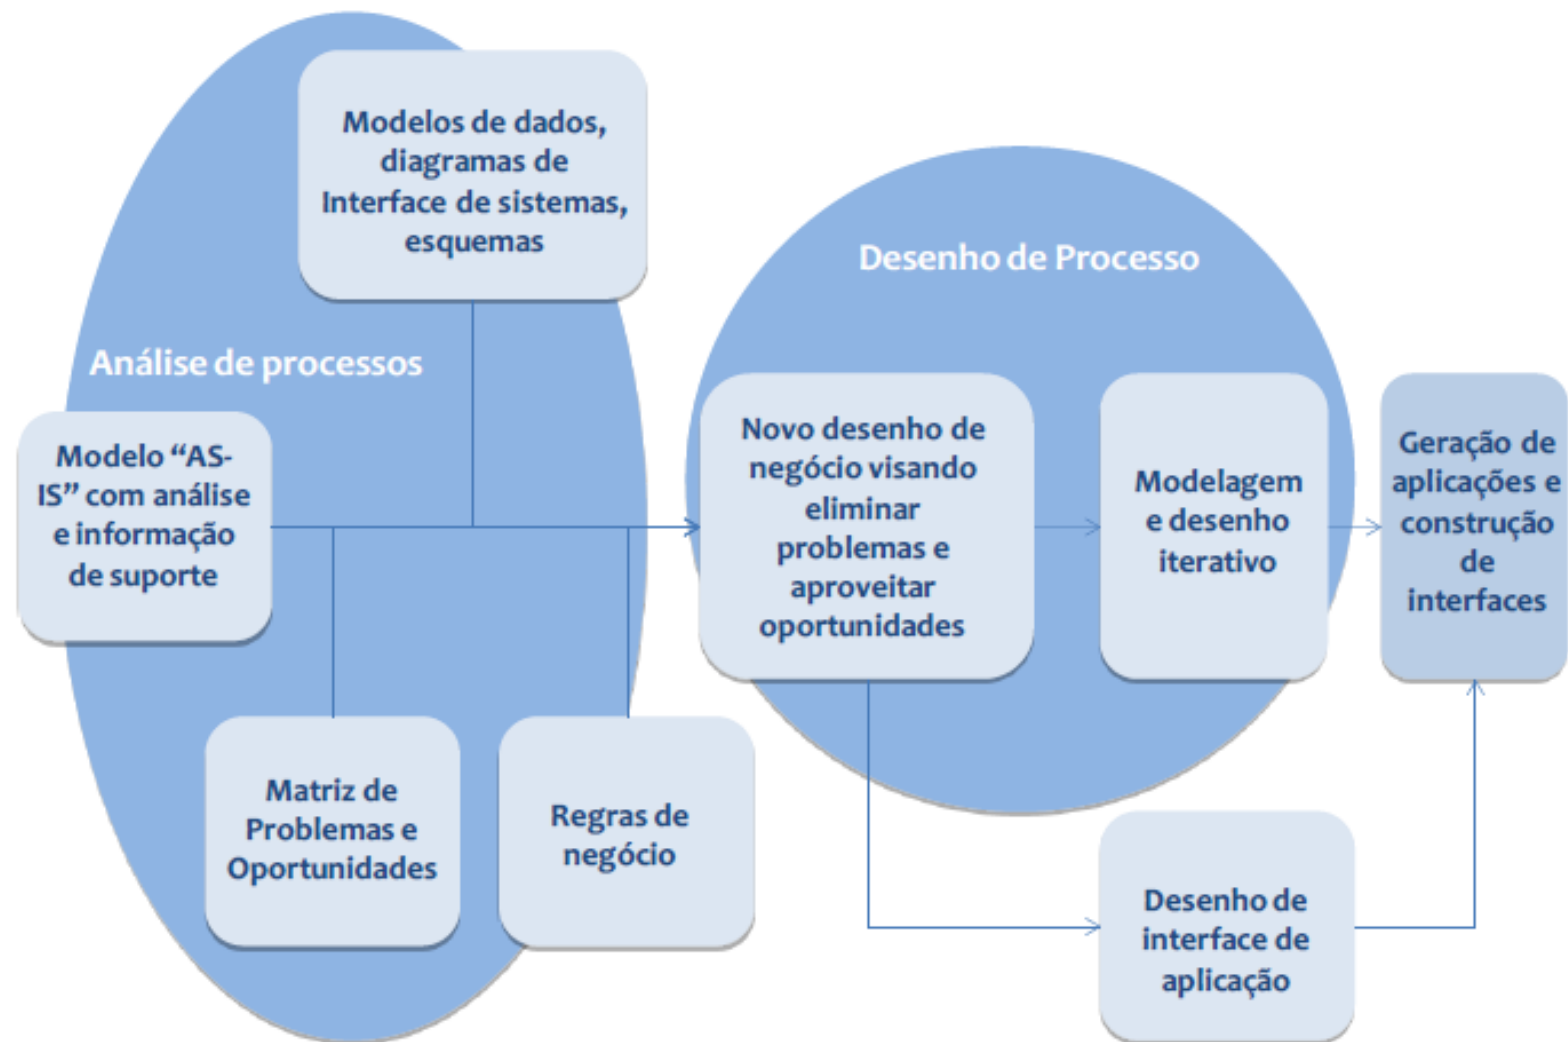 Modelos de dados,
diagramas de
Interface de sistemas,
esquemas
Análise de processos
Modelo “AS-
IS” com análise
e informação
de suporte
Matriz de
Problemas e
Oportunidades
Regras de
negócio
Desenho de Processo
Novo desenho de
negócio visando
eliminar
problemas e
aproveitar
oportunidades
Modelagem
e desenho
iterativo
Geração de
aplicações e
construção
de
interfaces
Desenho de
interface de
aplicação